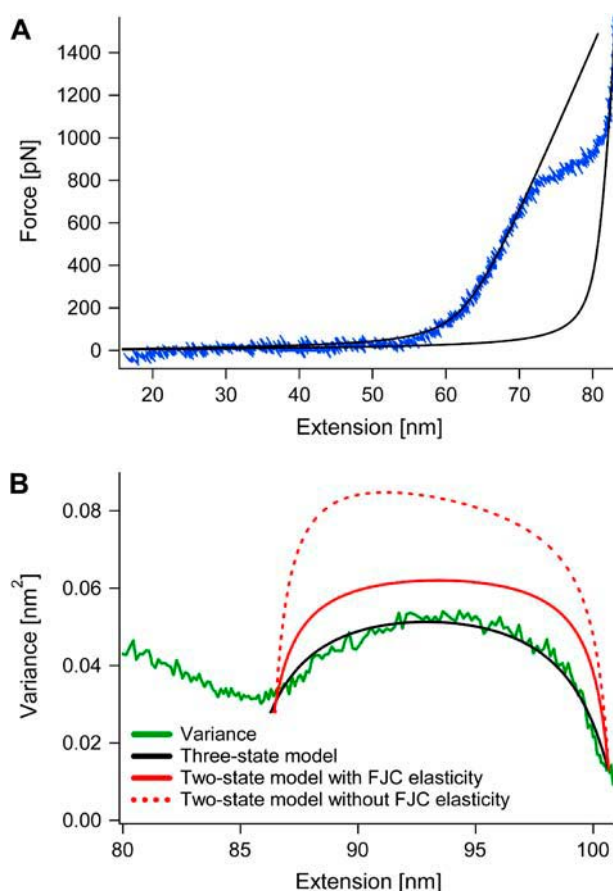 A
1400
1200
1000
800
600
400
200
0
Force [pN]
20 30 40 50 60 70 80
Extension [nm]
B
0.08
0.06
0.04
0.02
0.00
Variance [nm²]
Variance
Three-state model
Two-state model with FJC elasticity
Two-state model without FJC elasticity
80 85 90 95 100
Extension [nm]